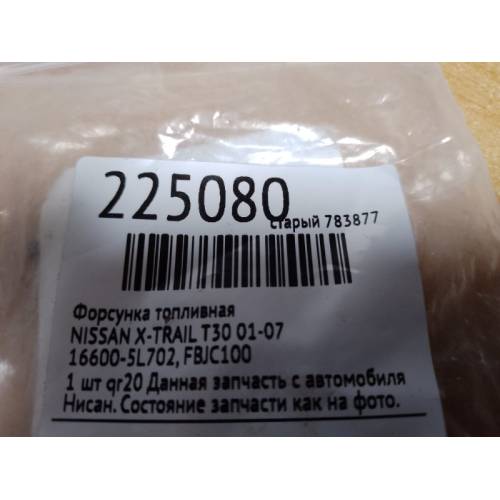 225080
старый 783877
Форсунка топливная
NISSAN X-TRAIL T30 01-07
16600-5L702, FBJC100
1 шт qr20 Данная запчасть с автомобиля
Нисан. Состояние запчасти как на фото.